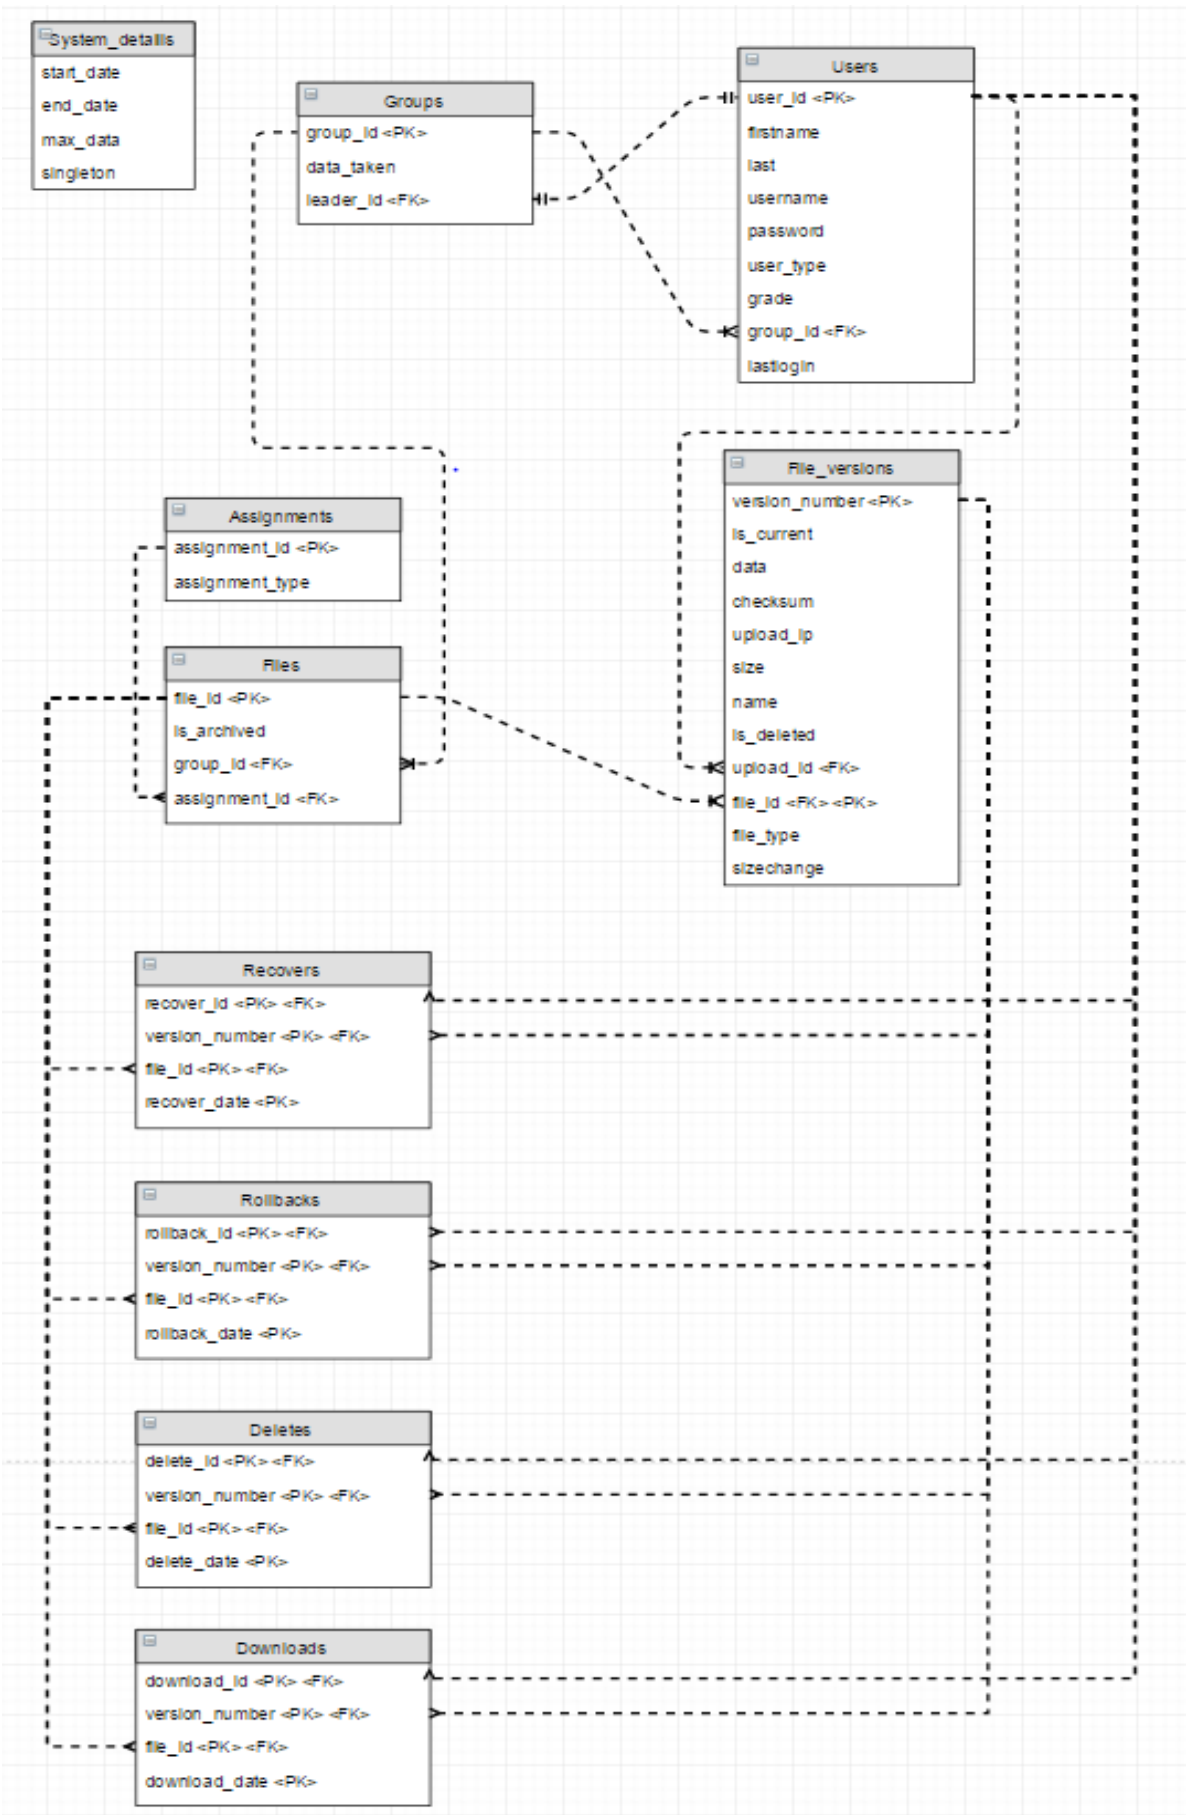 System_details
start_date
end_date
max_data
singleton
Groups
group_id <PK>
data_taken
leader_id <FK>
Users
user_id <PK>
firstname
last
username
password
user_type
grade
group_id <FK>
lastlogin
Assignments
assignment_id <PK>
assignment_type
Files
file_id <PK>
is_archived
group_id <FK>
assignment_id <FK>
File_versions
version_number <PK>
is_current
data
checksum
upload_ip
size
name
is_deleted
upload_id <FK>
file_id <FK> <PK>
file_type
sizechange
Recovers
recover_id <PK> <FK>
version_number <PK> <FK>
file_id <PK> <FK>
recover_date <PK>
Rollbacks
rollback_id <PK> <FK>
version_number <PK> <FK>
file_id <PK> <FK>
rollback_date <PK>
Deletes
delete_id <PK> <FK>
version_number <PK> <FK>
file_id <PK> <FK>
delete_date <PK>
Downloads
download_id <PK> <FK>
version_number <PK> <FK>
file_id <PK> <FK>
download_date <PK>